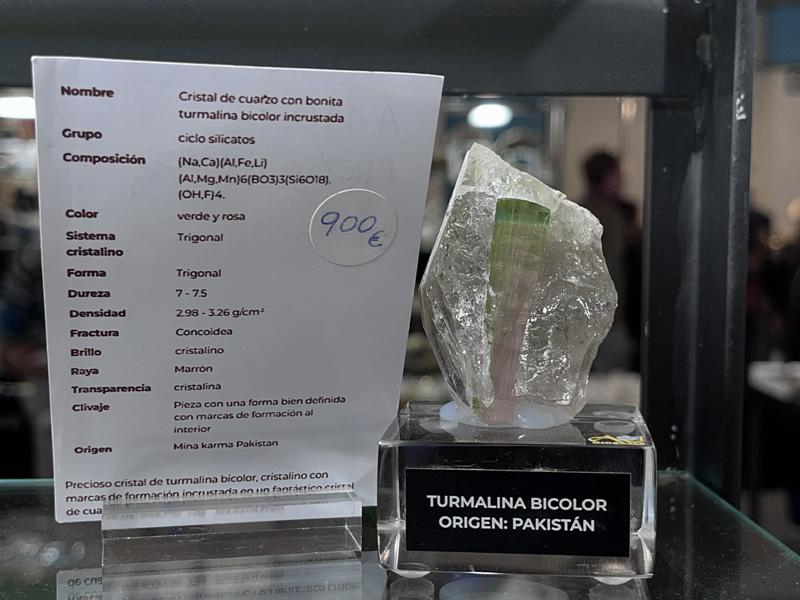 Nombre Cristal de cuarzo con bonita
turmalina bicolor incrustada
Grupo ciclo silicatos
Composición (Na,Ca)(Al,Fe,Li)
(Al,Mg,Mn)6(BO3)3(Si6O18).
(OH,F)4.
Color verde y rosa
Sistema Trigonal
cristalino
Forma Trigonal
Dureza 7 - 7.5
Densidad 2.98 - 3.26 g/cm³
Fractura Concoidea
Brillo cristalino
Raya Marrón
Transparencia cristalina
Clivaje Pieza con una forma bien definida
con marcas de formación al
interior
Origen Mina karma Pakistan
Precioso cristal de turmalina bicolor, cristalino con
marcas de formación incrustada en un fantástico cristal
de
900
€
TURMALINA BICOLOR
ORIGEN: PAKISTÁN